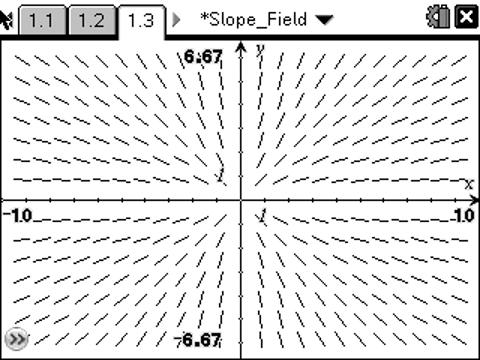 1.1 1.2 1.3 *Slope_Field
6.67 y
1
x
-10 1 10
-6.67